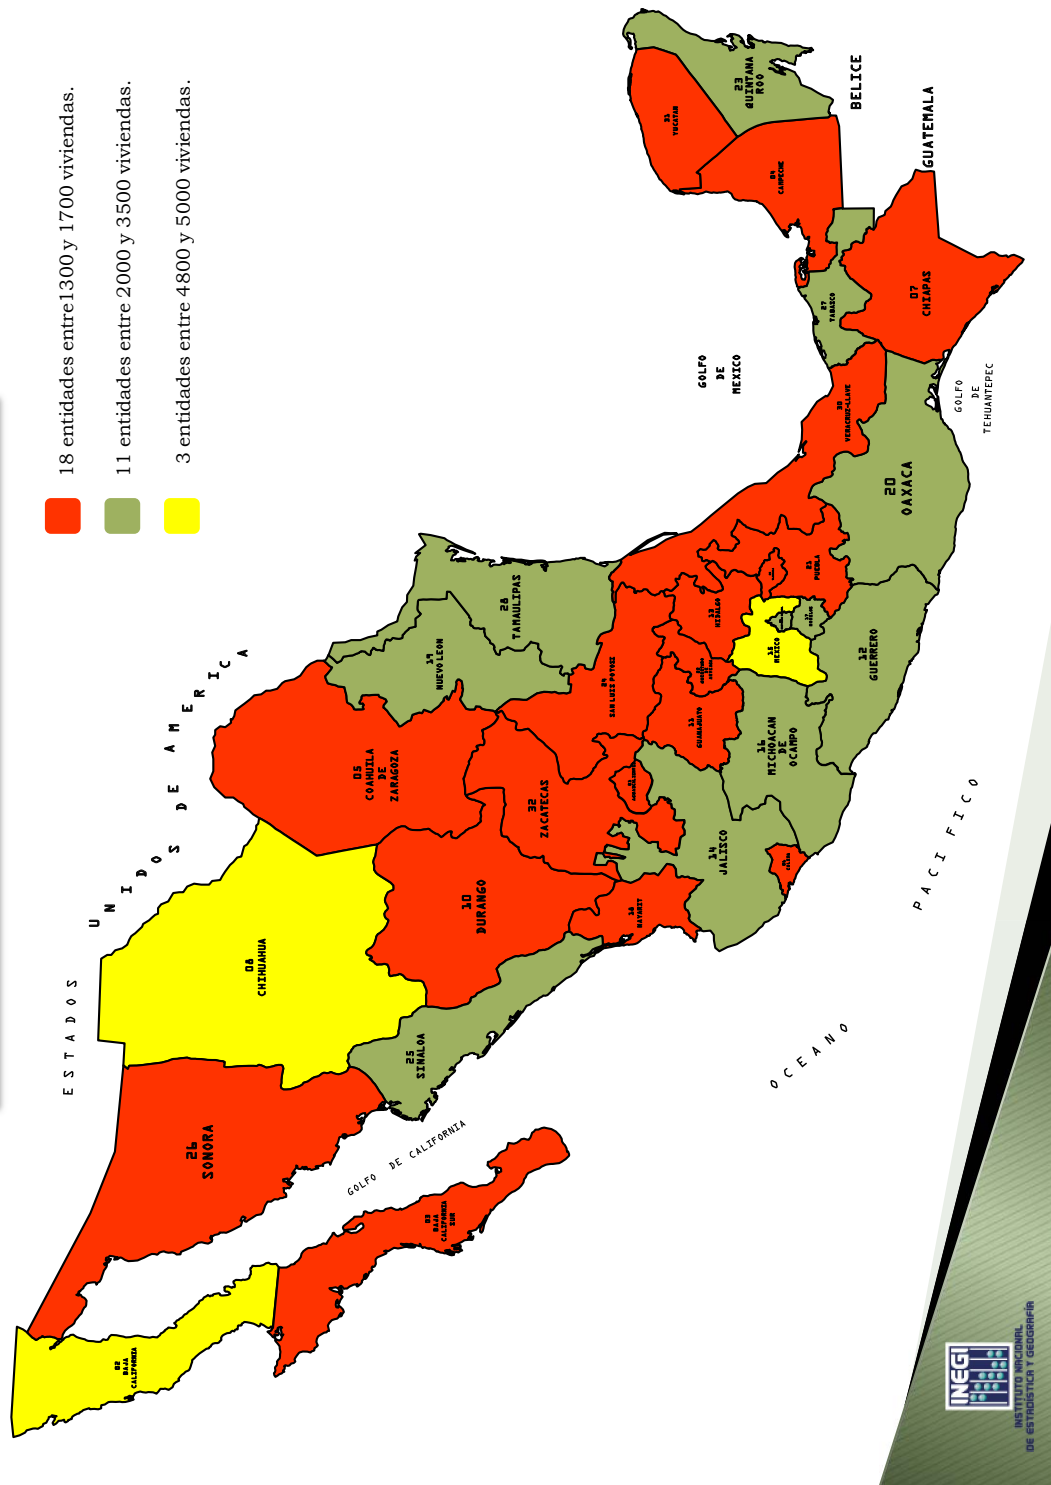 18 entidades entre1300 y 1700 viviendas.
11 entidades entre 2000 y 3500 viviendas.
3 entidades entre 4800 y 5000 viviendas.
ESTADOS
UNIDOS DE AMERICA
02
BAJA
CALIFORNIA
03
BAJA
CALIFORNIA
SUR
26
SONORA
08
CHIHUAHUA
25
SINALOA
10
DURANGO
05
COAHUILA
DE
ZARAGOZA
19
NUEVO LEON
28
TAMAULIPAS
32
ZACATECAS
24
SAN LUIS POTOSI
18
NAYARIT
14
JALISCO
11
GUANAJUATO
13
HIDALGO
15
MEXICO
16
MICHOACAN
DE
OCAMPO
12
GUERRERO
21
PUEBLA
17
30
VERACRUZ-LLAVE
20
OAXACA
27
TABASCO
07
CHIAPAS
04
CAMPECHE
31
YUCATAN
23
QUINTANA
ROO
BELICE
GUATEMALA
GOLFO
DE
MEXICO
GOLFO
DE
TEHUANTEPEC
GOLFO DE CALIFORNIA
OCEANO
PACIFICO
INEGI
INSTITUTO NACIONAL
DE ESTADÍSTICA Y GEOGRAFÍA